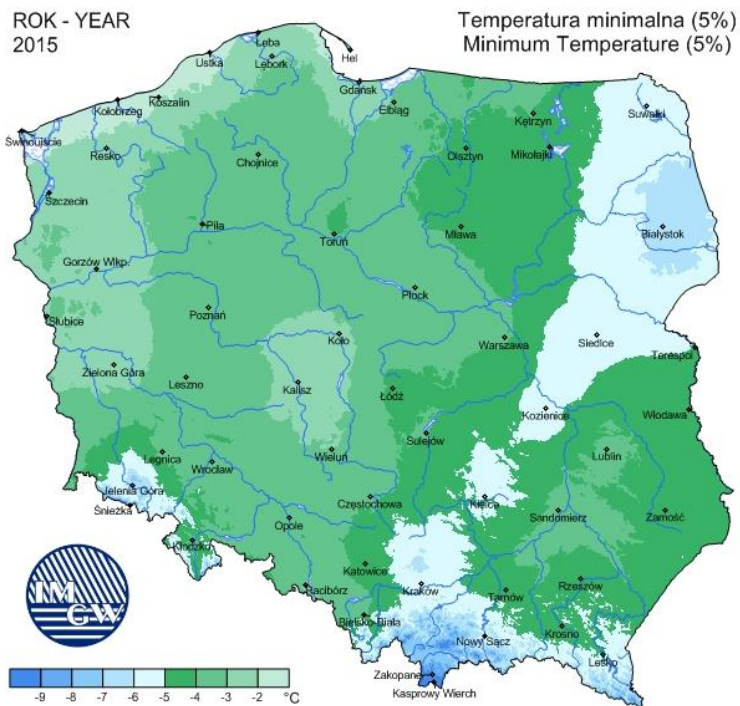 ROK - YEAR
2015
Temperatura minimalna (5%)
Minimum Temperature (5%)
Łeba
Ustka
Lębork
Hel
Gdańsk
Koszalin
Kołobrzeg
Elbląg
Kętrzyn
Suwałki
Świnoujście
Resko
Chojnice
Olsztyn
Mikołajki
Szczecin
Piła
Toruń
Mława
Białystok
Gorzów Wlkp.
Płock
Słubice
Poznań
Koło
Warszawa
Siedlce
Terespol
Zielona Góra
Leszno
Kalisz
Łódź
Kozienice
Włodawa
Sulejów
Legnica
Wrocław
Wieluń
Lublin
Jelenia Góra
Śnieżka
Częstochowa
Kielce
Opole
Sandomierz
Zamość
Kłodzko
Katowice
Racibórz
Kraków
Tarnów
Rzeszów
Bielsko-Biała
Nowy Sącz
Krosno
Lesko
Zakopane
Kasprowy Wierch
IM
GW
-9 -8 -7 -6 -5 -4 -3 -2 °C